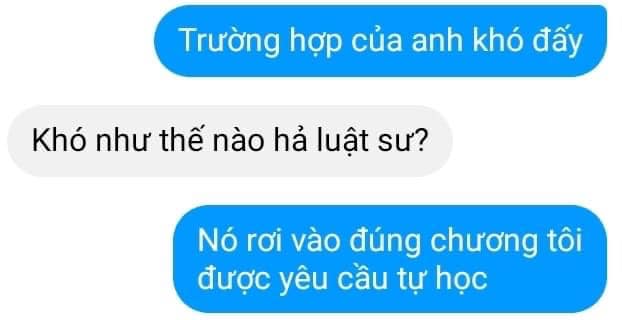 Trường hợp của anh khó đấy
Khó như thế nào hả luật sư?
Nó rơi vào đúng chương tôi
được yêu cầu tự học